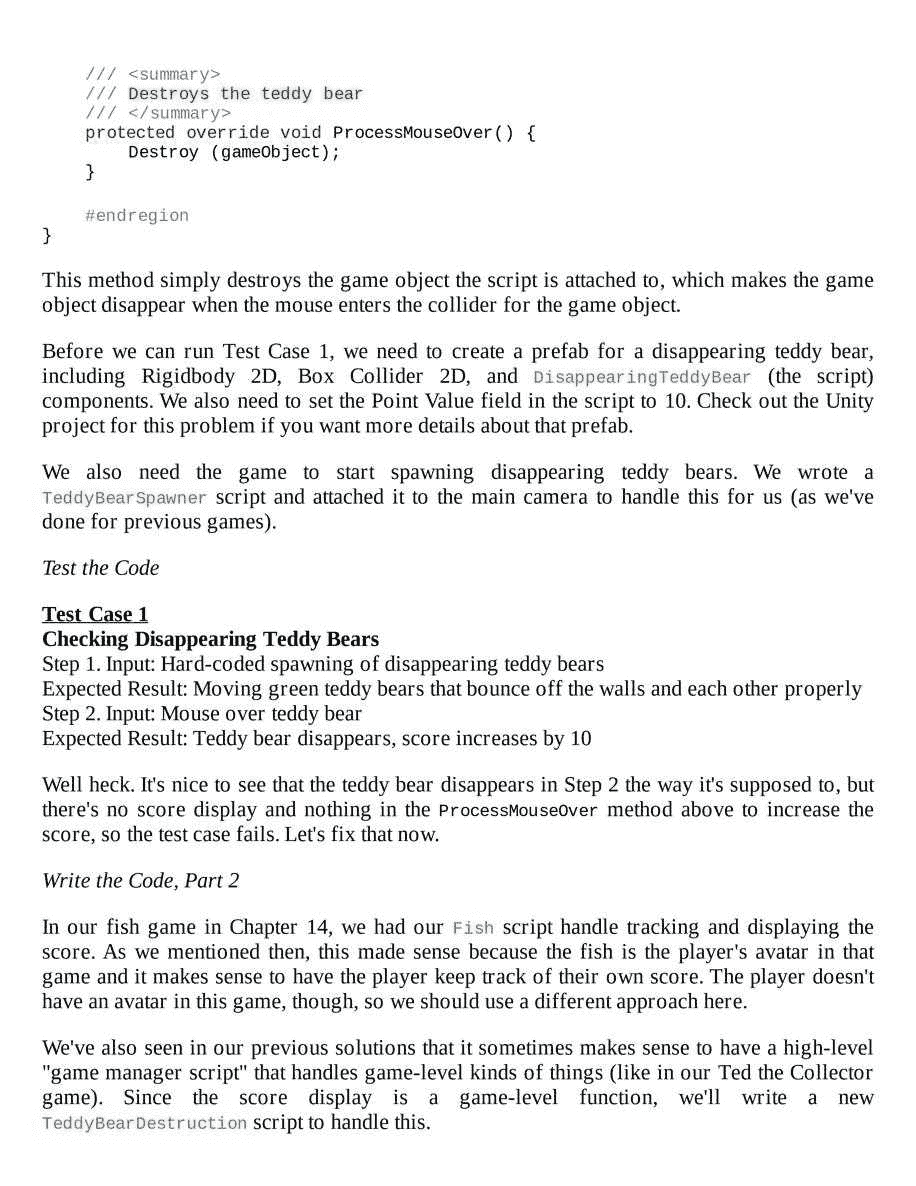 /// <summary>
/// Destroys the teddy bear
/// </summary>
protected override void ProcessMouseOver() {
Destroy (gameObject);
}
#endregion
}
This method simply destroys the game object the script is attached to, which makes the game
object disappear when the mouse enters the collider for the game object.
Before we can run Test Case 1, we need to create a prefab for a disappearing teddy bear,
including Rigidbody 2D, Box Collider 2D, and DisappearingTeddyBear (the script)
components. We also need to set the Point Value field in the script to 10. Check out the Unity
project for this problem if you want more details about that prefab.
We also need the game to start spawning disappearing teddy bears. We wrote a
TeddyBearSpawner script and attached it to the main camera to handle this for us (as we've
done for previous games).
Test the Code
Test Case 1
Checking Disappearing Teddy Bears
Step 1. Input: Hard-coded spawning of disappearing teddy bears
Expected Result: Moving green teddy bears that bounce off the walls and each other properly
Step 2. Input: Mouse over teddy bear
Expected Result: Teddy bear disappears, score increases by 10
Well heck. It's nice to see that the teddy bear disappears in Step 2 the way it's supposed to, but
there's no score display and nothing in the ProcessMouseOver method above to increase the
score, so the test case fails. Let's fix that now.
Write the Code, Part 2
In our fish game in Chapter 14, we had our Fish script handle tracking and displaying the
score. As we mentioned then, this made sense because the fish is the player's avatar in that
game and it makes sense to have the player keep track of their own score. The player doesn't
have an avatar in this game, though, so we should use a different approach here.
We've also seen in our previous solutions that it sometimes makes sense to have a high-level
"game manager script" that handles game-level kinds of things (like in our Ted the Collector
game). Since the score display is a game-level function, we'll write a new
TeddyBearDestruction script to handle this.